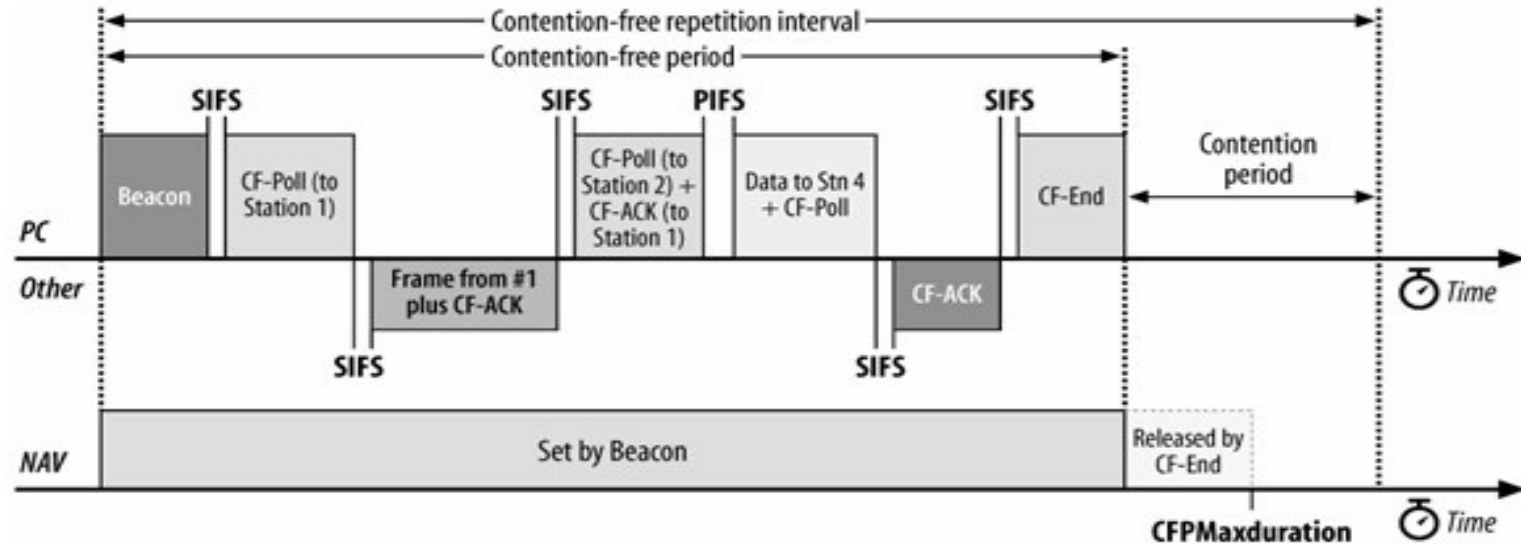 Contention-free repetition interval
Contention-free period
SIFS
SIFS
PIFS
SIFS
Beacon
CF-Poll (to
Station 1)
CF-Poll (to
Station 2) +
CF-ACK (to
Station 1)
Data to Stn 4
+ CF-Poll
CF-End
Contention
period
PC
Other
Frame from #1
plus CF-ACK
CF-ACK
Time
SIFS
SIFS
Set by Beacon
Released by
CF-End
NAV
CFPMaxduration
Time